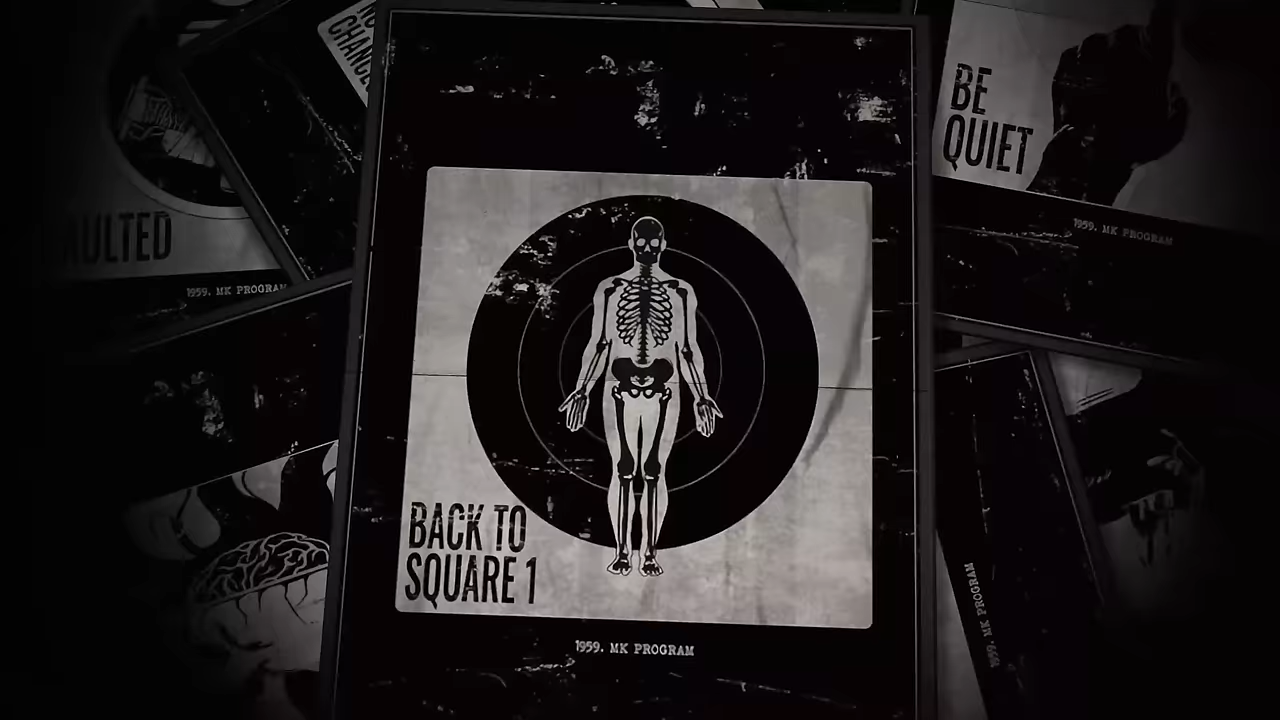 CHANCE
BE
QUIET
1959. MK PROGRAM
AULTED
1959. MK PROGRAM
BACK TO
SQUARE 1
1959. MK PROGRAM
1959. MK PROGRAM